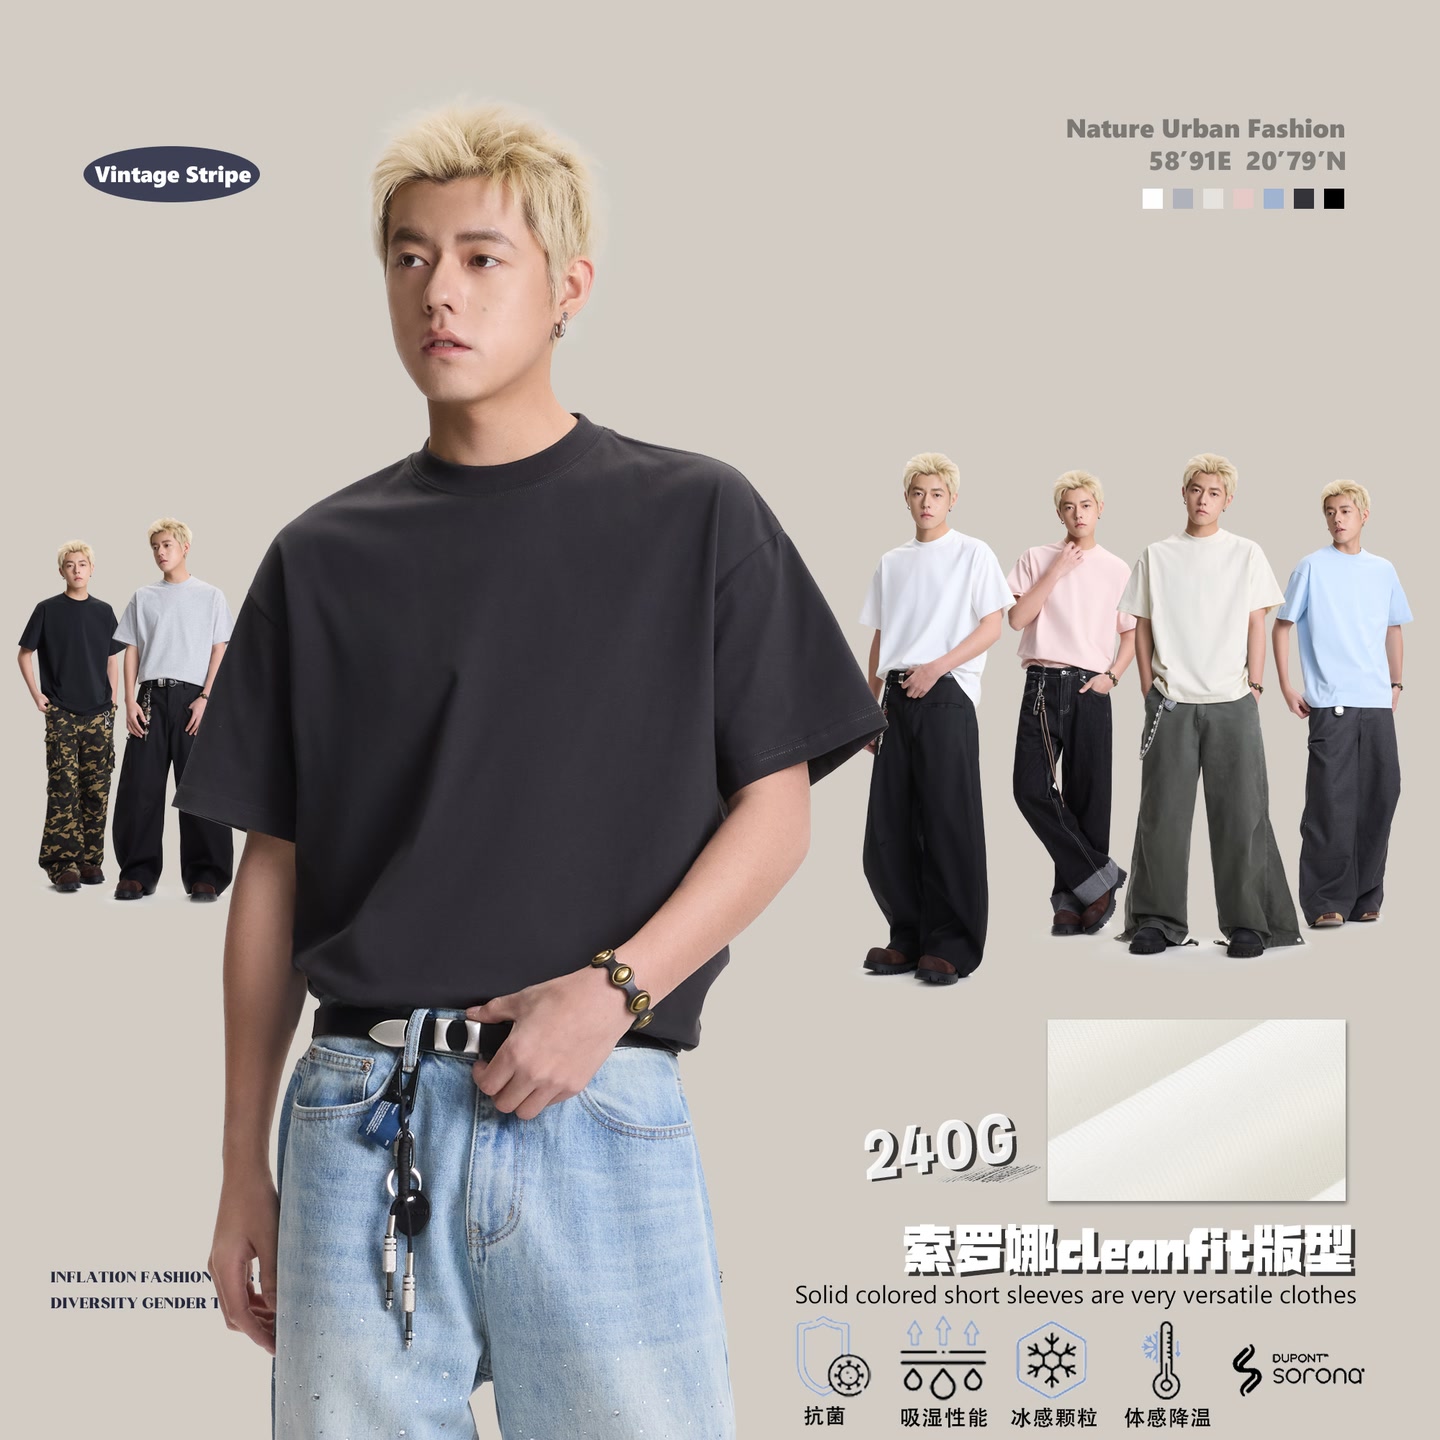 Vintage Stripe
Nature Urban Fashion
58’91E 20’79’N
240G
索罗娜cleanfit版型
Solid colored short sleeves are very versatile clothes
INFLATION FASHION
DIVERSITY GENDER
抗菌
吸湿性能
冰感颗粒
体感降温
DUPONT™
sorona